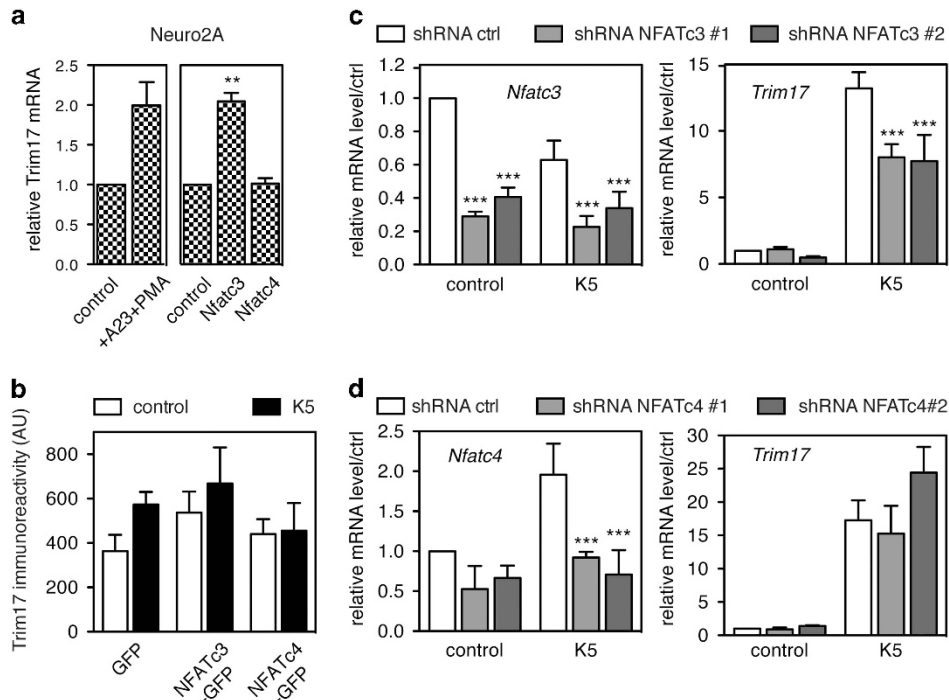 a
Neuro2A
relative Trim17 mRNA
2.5
2.0
1.5
1.0
0.5
0.0
**
control
+A23+PMA
control
Nfatc3
Nfatc4
b
control
K5
Trim17 immunoreactivity (AU)
800
600
400
200
0
GFP
NFATc3
-GFP
NFATc4
-GFP
c
shRNA ctrl
shRNA NFATc3 #1
shRNA NFATc3 #2
relative mRNA level/ctrl
1.2
1.0
0.8
0.6
0.4
0.2
0.0
Nfatc3
***
***
***
***
control
K5
relative mRNA level/ctrl
15
10
5
0
Trim17
***
***
control
K5
d
shRNA ctrl
shRNA NFATc4 #1
shRNA NFATc4#2
relative mRNA level/ctrl
2.5
2.0
1.5
1.0
0.5
0.0
Nfatc4
***
***
control
K5
relative mRNA level/ctrl
30
25
20
15
10
5
0
Trim17
control
K5